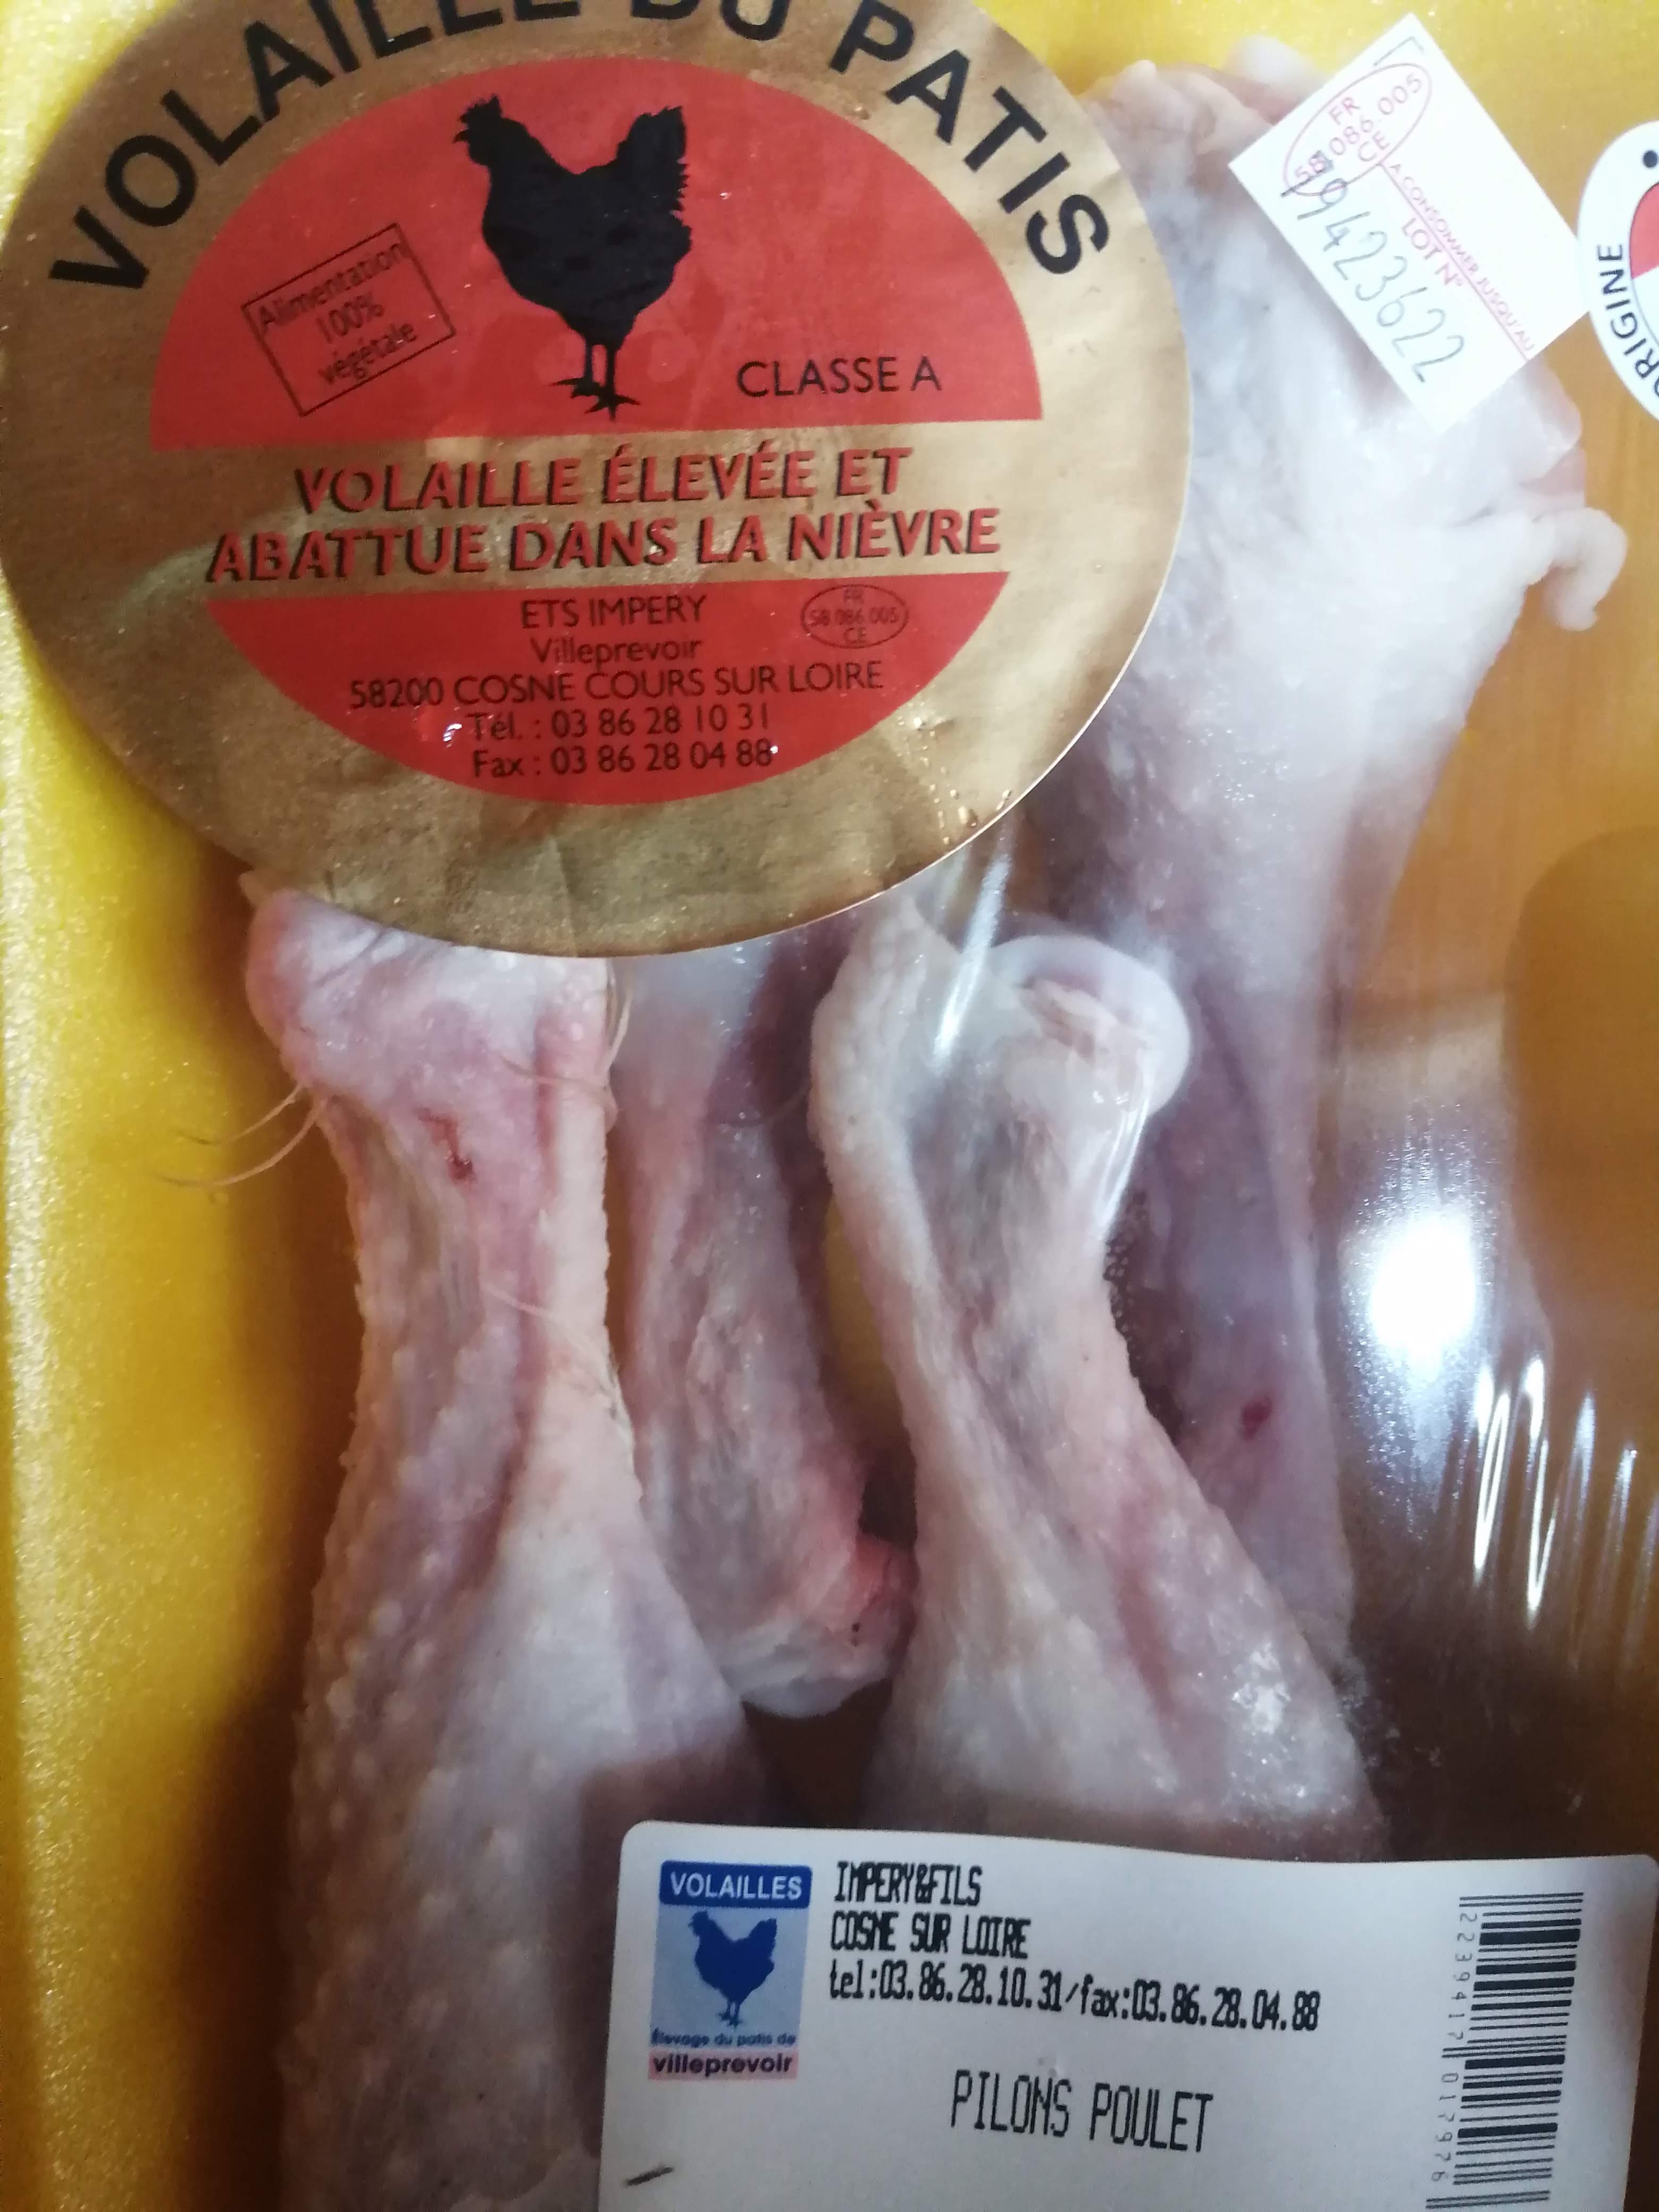 VOLAILLE DU PATIS
Alimentation
100%
végétale
CLASSE A
VOLAILLE ÉLEVÉE ET
ABATTUE DANS LA NIÈVRE
ETS IMPERY
Villeprevoir
58200 COSNE COURS SUR LOIRE
Tél. : 03 86 28 10 31
Fax : 03 86 28 04 88
FR
58 086 005
CE
FR
58 086.005
CE
A CONSOMMER JUSQU'AU
LOT N°
ORIGINE
VOLAILLES
Élevage du patis de
villeprevoir
IMPERY&FILS
COSNE SUR LOIRE
tel:03.86.28.10.31/fax:03.86.28.04.88
PILONS POULET
2239417017976